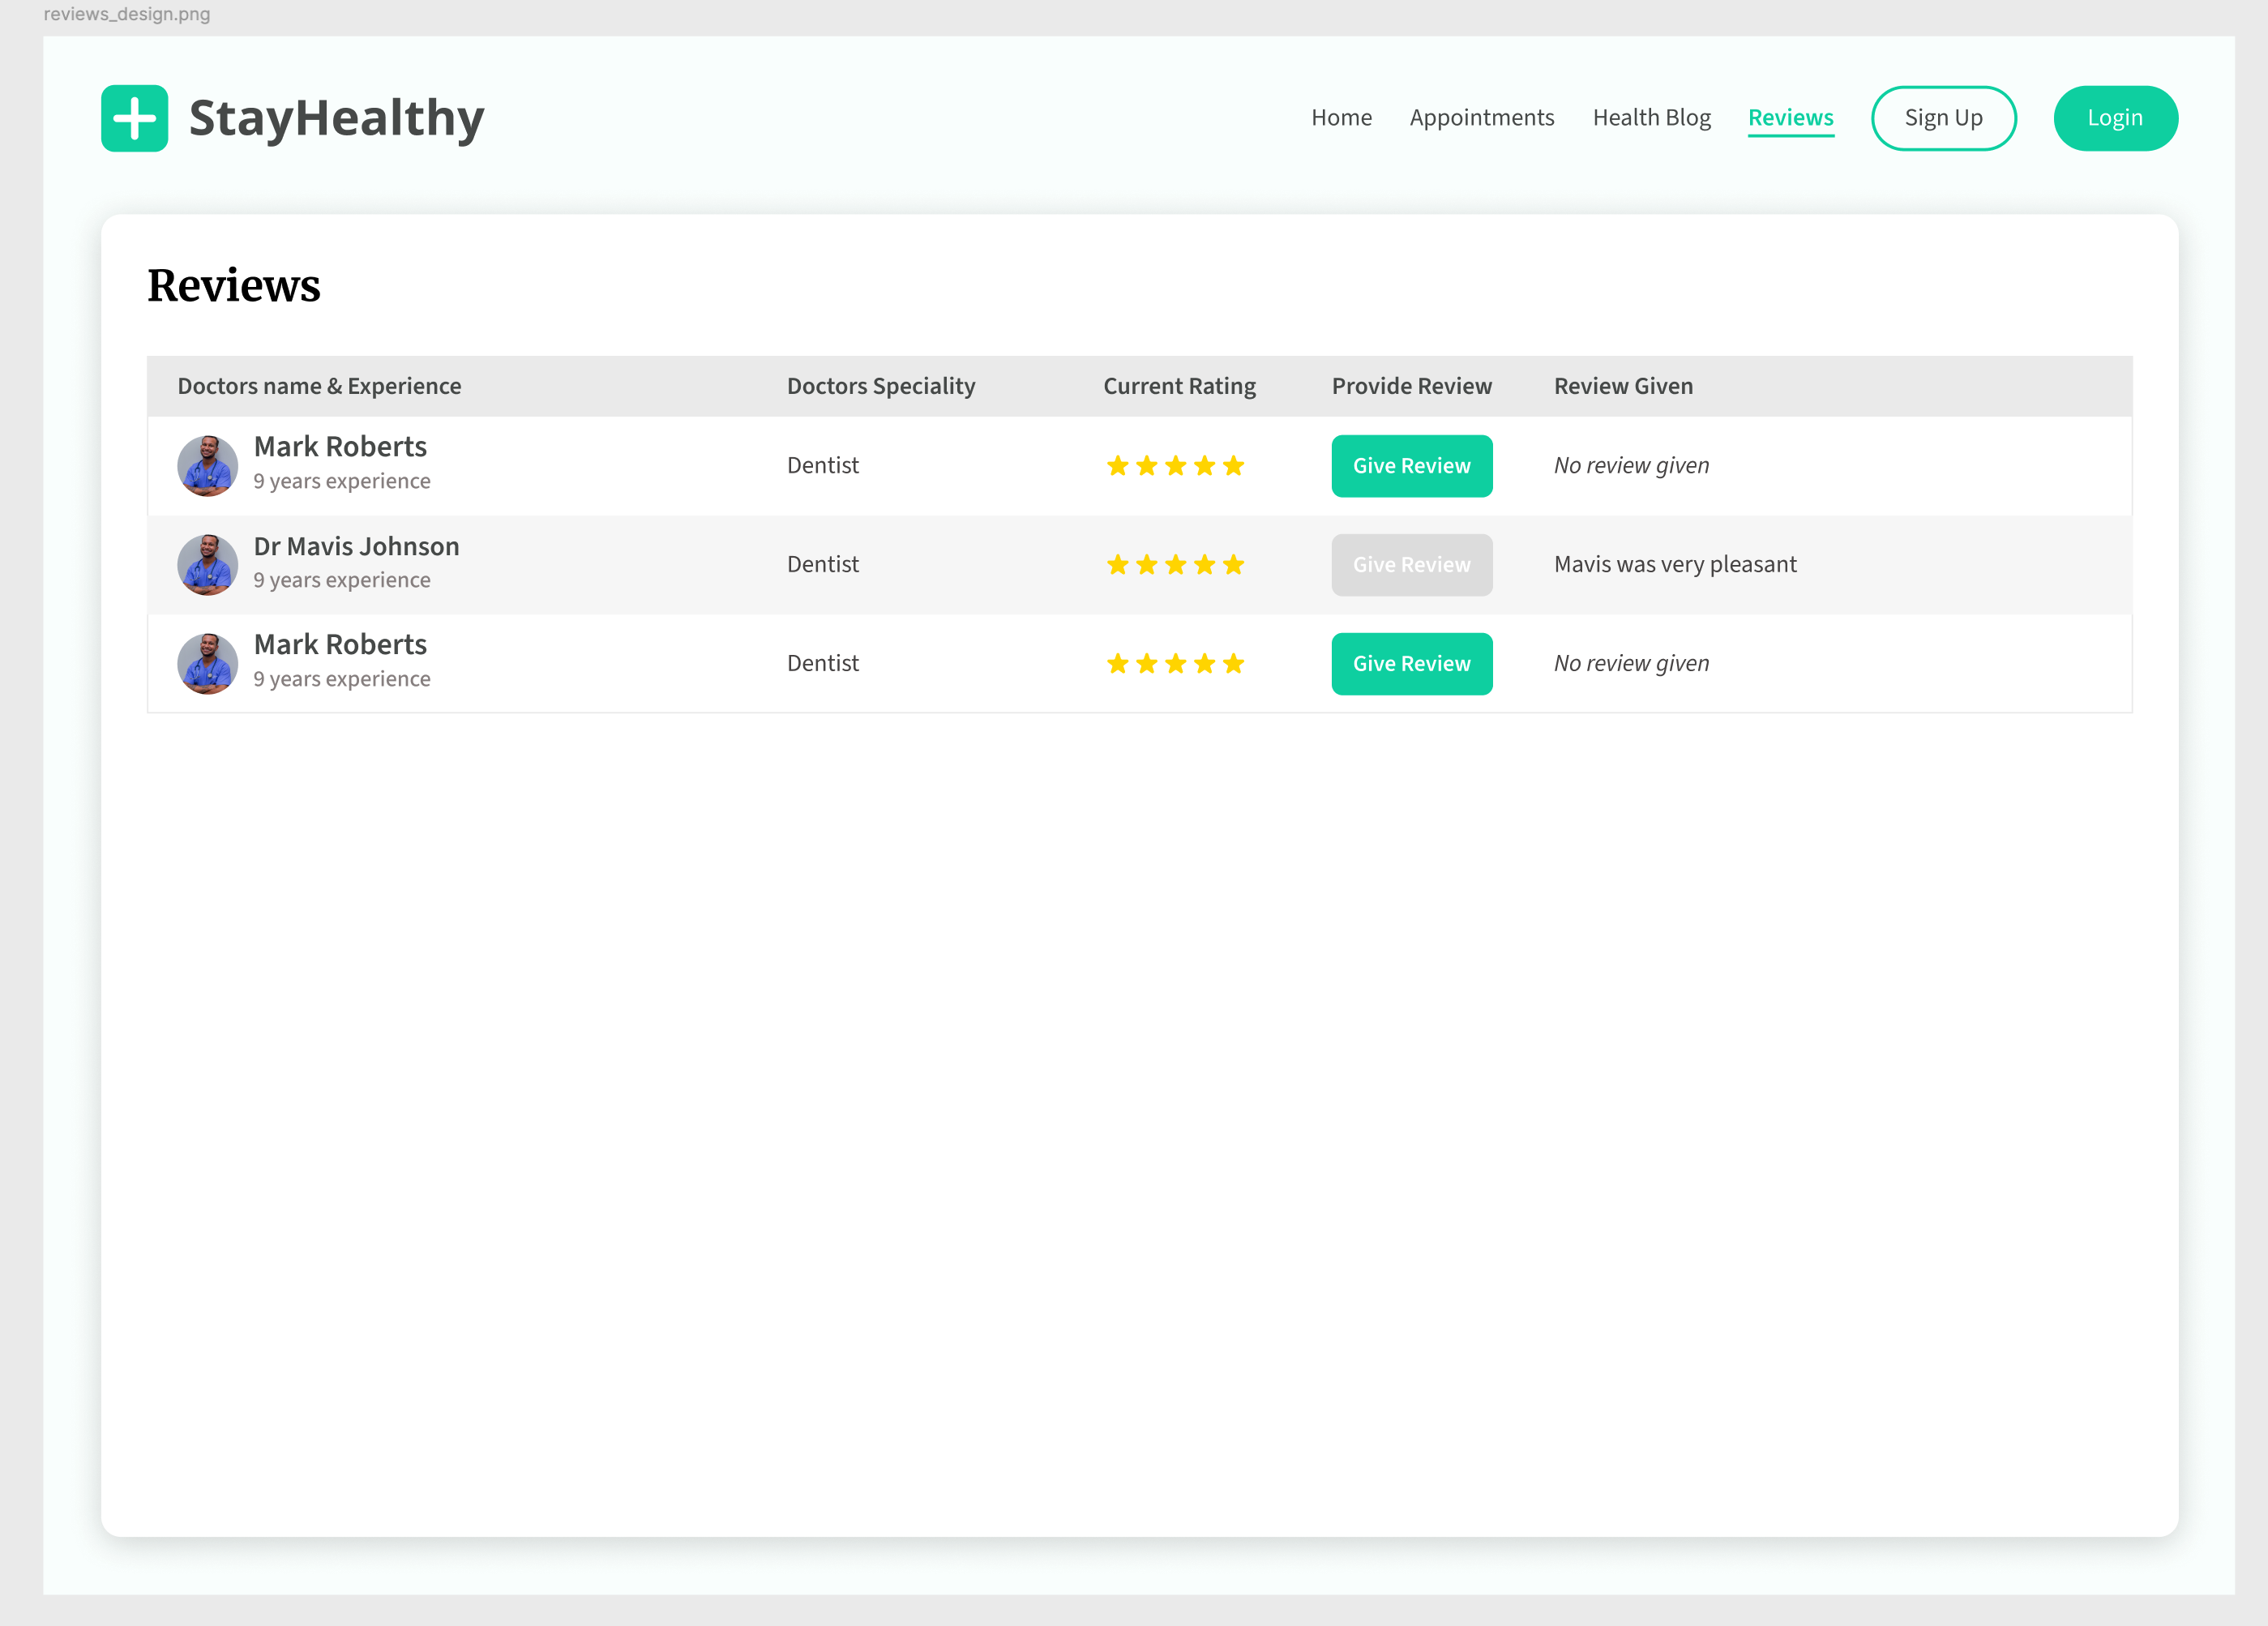 reviews_design.png
StayHealthy
Home Appointments Health Blog Reviews Sign Up Login
Reviews
Doctors name & Experience Doctors Speciality Current Rating Provide Review Review Given
Mark Roberts
9 years experience
Dentist
Give Review
No review given
Dr Mavis Johnson
9 years experience
Dentist
Give Review
Mavis was very pleasant
Mark Roberts
9 years experience
Dentist
Give Review
No review given